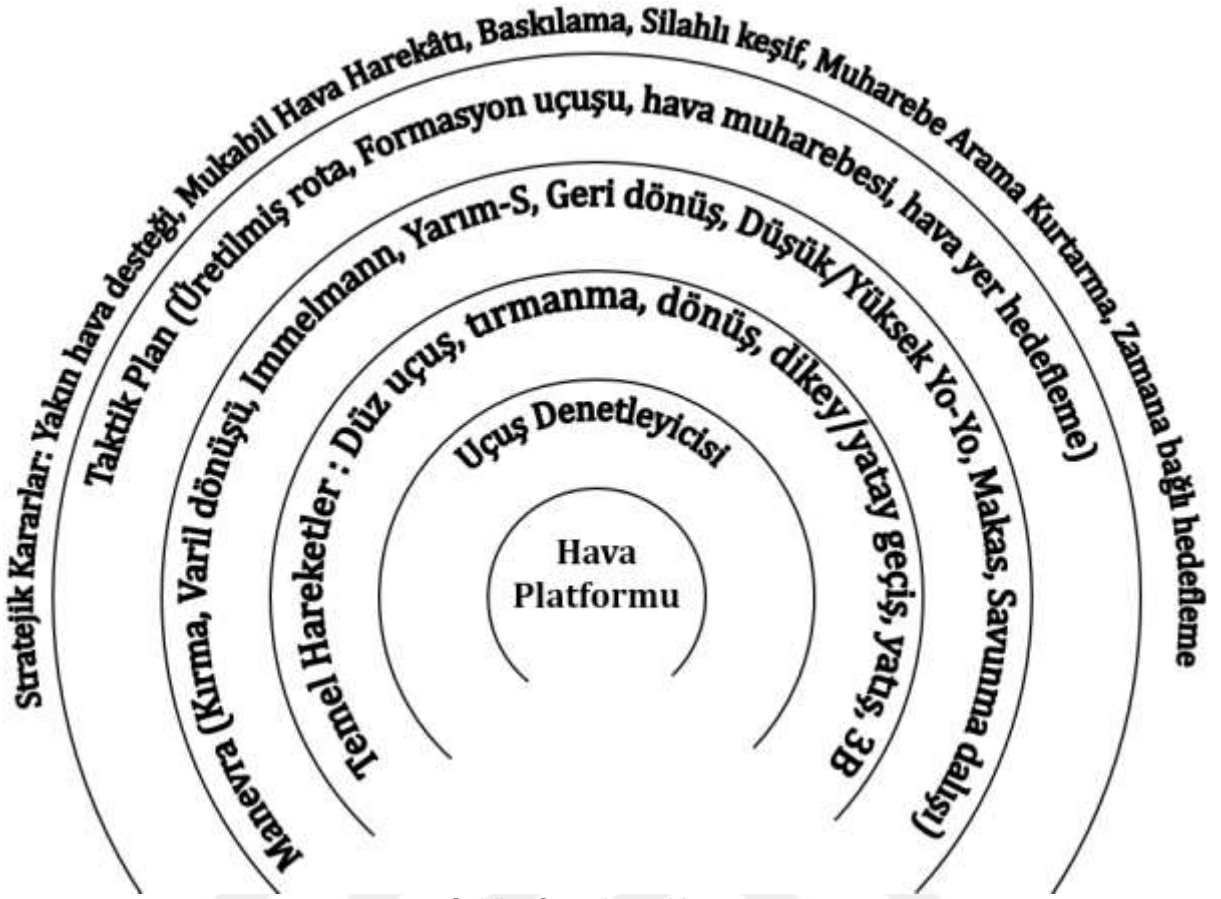 Stratejik Kararlar: Yakın hava desteği, Mukabil Hava Harekâtı, Baskılama, Silahlı keşif, Muharebe Arama Kurtarma, Zamana bağlı hedefleme
Taktik Plan (Üretilmiş rota, Formasyon uçuşu, hava muharebesi, hava yer hedefleme)
Manevra (Kırma, Varil dönüşü, Immelmann, Yarım-S, Geri dönüş, Düşük/Yüksek Yo-Yo, Makas, Savunma dalışı)
Temel Hareketler : Düz uçuş, tırmanma, dönüş, dikey/yatay geçiş, yatış, 3B
Uçuş Denetleyicisi
Hava
Platformu